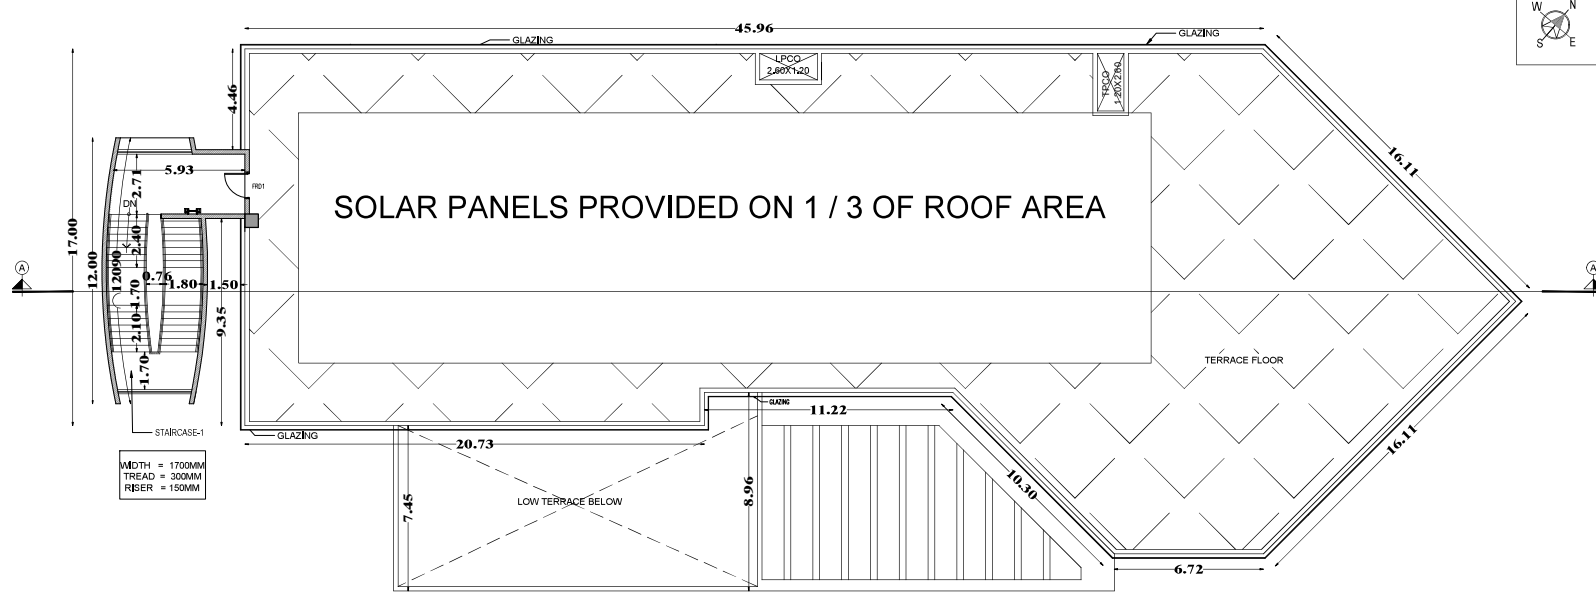 45.96
W N
S E
GLAZING
GLAZING
LPCO
2.60X1.20
TPCO
1.20X2.60
4.46
16.11
5.93
2.71
FRD1
DN
SOLAR PANELS PROVIDED ON 1 / 3 OF ROOF AREA
17.00
12.00
12090
2.40
A
A
0.76
1.80
1.50
1.70
2.10
9.35
1.70
TERRACE FLOOR
GLAZING
11.22
STAIRCASE-1
GLAZING
20.73
16.11
WIDTH = 1700MM
TREAD = 300MM
RISER = 150MM
7.45
LOW TERRACE BELOW
8.96
10.30
6.72